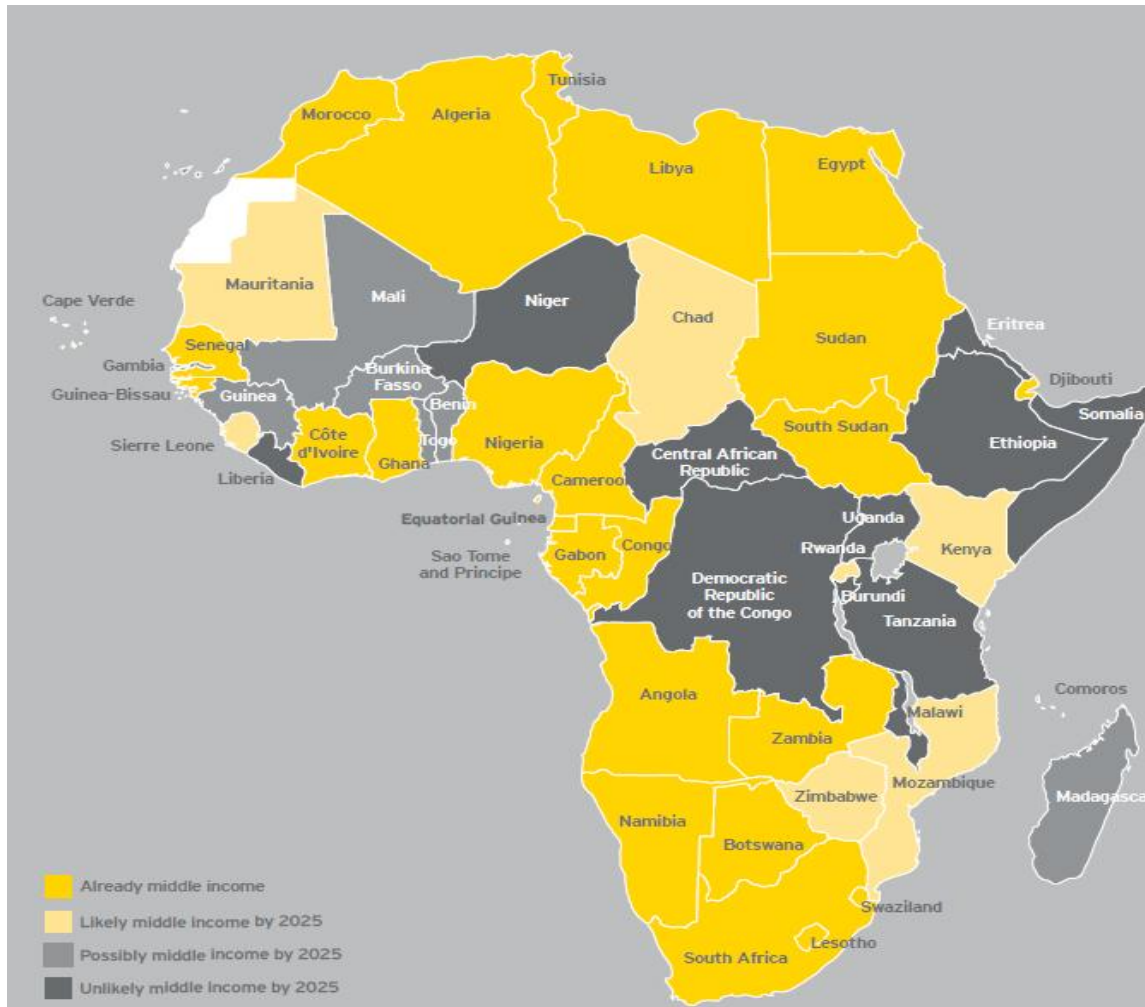 Tunisia
Morocco
Algeria
Libya
Egypt
Mauritania
Mali
Niger
Chad
Sudan
Eritrea
Cape Verde
Senegal
Gambia
Guinea-Bissau
Guinea
Burkina
Fasso
Benin
Togo
Nigeria
Djibouti
Somalia
South Sudan
Ethiopia
Sierre Leone
Liberia
Côte
d'Ivoire
Ghana
Central African
Republic
Cameroo
Equatorial Guinea
Sao Tome
and Principe
Gabon
Congo
Uganda
Rwanda
Kenya
Burundi
Democratic
Republic
of the Congo
Tanzania
Angola
Comoros
Malawi
Zambia
Mozambique
Zimbabwe
Madagasca
Namibia
Botswana
Swaziland
Lesotho
South Africa
Already middle income
Likely middle income by 2025
Possibly middle income by 2025
Unlikely middle income by 2025